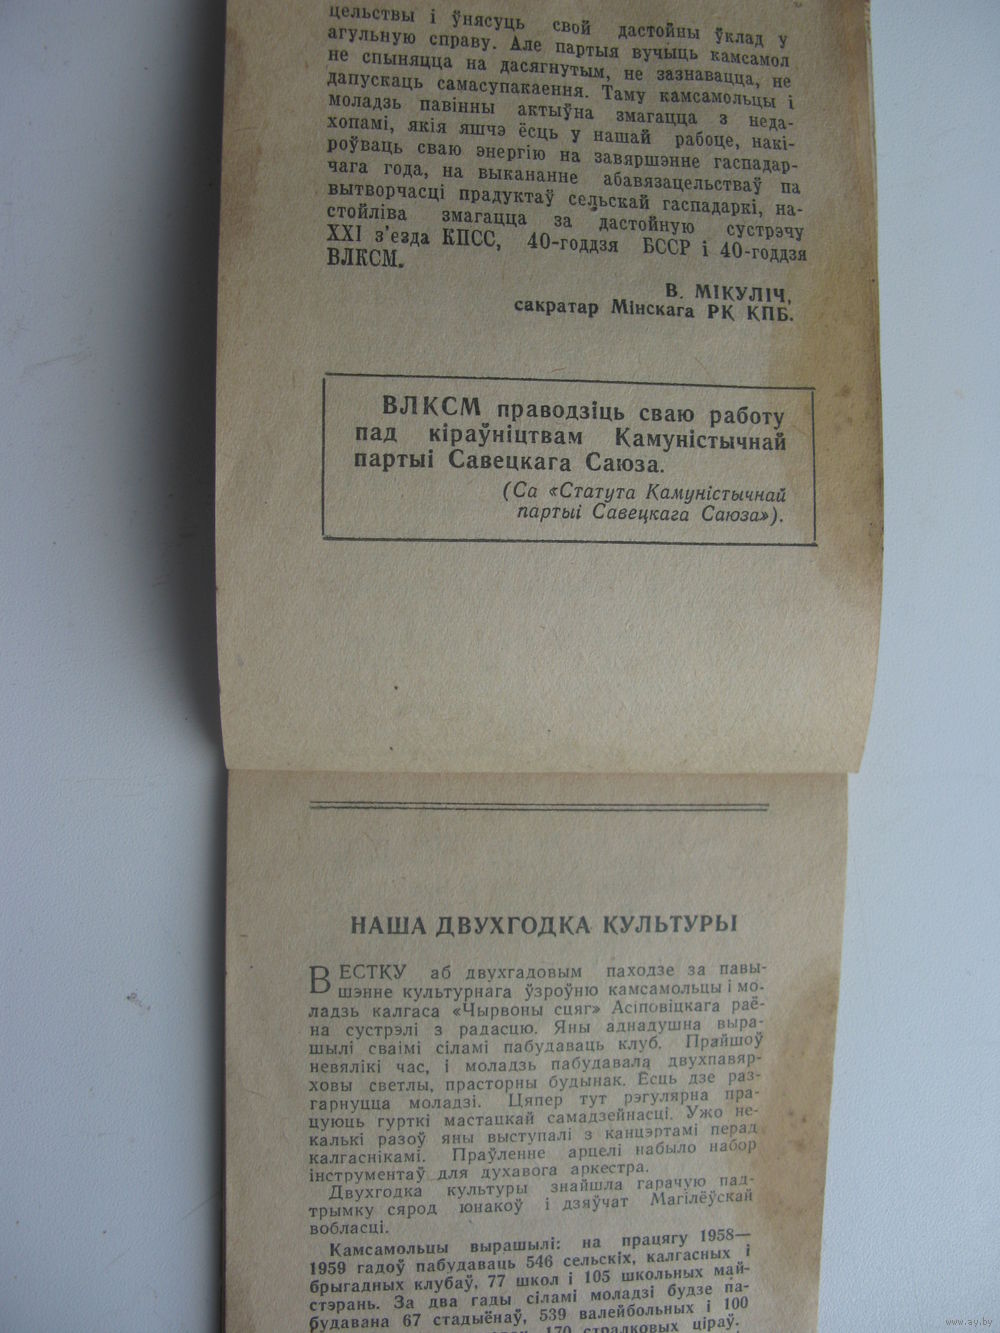 цельствы і ўнясуць свой дастойны ўклад у
агульную справу. Але партыя вучыць камсамол
не спыняцца на дасягнутым, не зазнавацца, не
дапускаць самасупакаення. Таму камсамольцы і
моладзь павінны актыўна змагацца з неда-
хопамі, якія яшчэ ёсць у нашай рабоце, накі-
роўваць сваю энергію на завяршэнне гаспадар-
чага года, на выкананне абавязацельстваў па
вытворчасці прадуктаў сельскай гаспадаркі, на-
стойліва змагацца за дастойную сустрэчу
XXI з'езда КПСС, 40-годдзя БССР і 40-годдзя
ВЛКСМ.
В. МІКУЛІЧ,
сакратар Мінскага РК КПБ.
ВЛКСМ праводзіць сваю работу
пад кіраўніцтвам Камуністычнай
партыі Савецкага Саюза.
(Са «Статута Камуністычнай
партыі Савецкага Саюза»).
НАША ДВУХГОДКА КУЛЬТУРЫ
ВЕСТКУ аб двухгадовым паходзе за павы-
шэнне культурнага ўзроўню камсамольцы і мо-
ладзь калгаса «Чырвоны сцяг» Асіповіцкага раё-
на сустрэлі з радасцю. Яны аднадушна выра-
шылі сваімі сіламі пабудаваць клуб. Прайшоў
невялікі час, і моладзь пабудавала двухпавяр-
ховы светлы, прасторны будынак. Ёсць дзе раз-
гарнуцца моладзі. Цяпер тут рэгулярна пра-
цуюць гурткі мастацкай самадзейнасці. Ужо не-
калькі разоў яны выступалі з канцэртамі перад
калгаснікамі. Праўленне арцелі набыло набор
інструментаў для духавога аркестра.
Двухгодка культуры знайшла гарачую пад-
трымку сярод юнакоў і дзяўчат Магілёўскай
вобласці.
Камсамольцы вырашылі: на працягу 1958—
1959 гадоў пабудаваць 546 сельскіх, калгасных і
брыгадных клубаў, 77 школ і 105 школьных май-
стэрань. За два гады сіламі моладзі будзе па-
будавана 67 стадыёнаў, 539 валейбольных і 100
170 стралковых ціраў.
www.ay.by